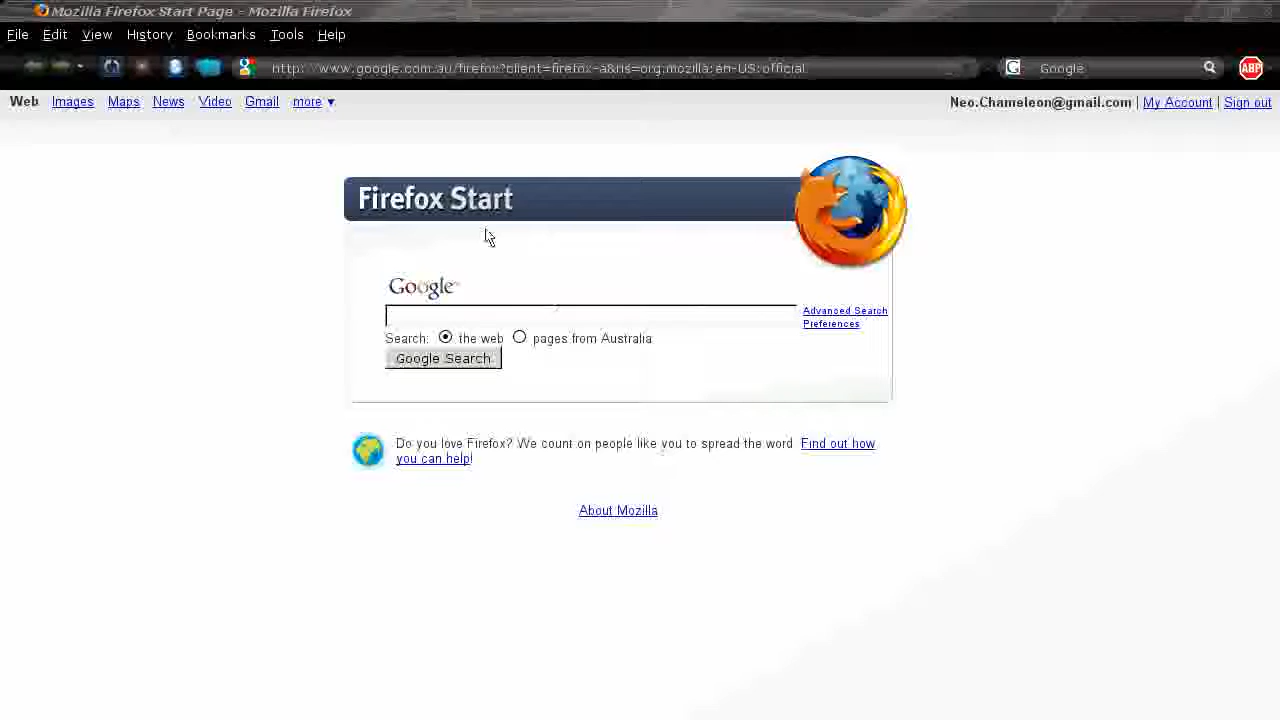 Mozilla Firefox Start Page - Mozilla Firefox
File Edit View History Bookmarks Tools Help
http://www.google.com.au/firefox?client=firefox-a&rls=org.mozilla:en-US:official
Google
ABP
Web Images Maps News Video Gmail more ▼
Neo.Chameleon@gmail.com | My Account | Sign out
Firefox Start
Google™
Advanced Search
Preferences
Search: the web pages from Australia
Google Search
Do you love Firefox? We count on people like you to spread the word Find out how
you can help!
About Mozilla